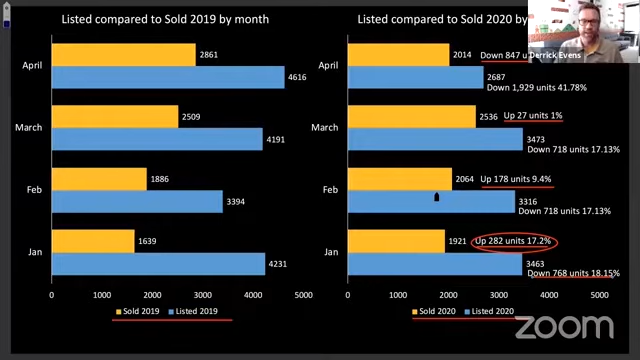 Listed compared to Sold 2019 by month
April
2861
4616
March
2509
4191
Feb
1886
3394
Jan
1639
4231
0 1000 2000 3000 4000 5000
Sold 2019 Listed 2019
Listed compared to Sold 2020 by
Derrick Evens
April
2014
Down 847 u
2687
Down 1,929 units 41.78%
March
2536
Up 27 units 1%
3473
Down 718 units 17.13%
Feb
2064
Up 178 units 9.4%
3316
Down 718 units 17.13%
Jan
1921
Up 282 units 17.2%
3463
Down 768 units 18.15%
0 1000 2000 3000 4000 5000
Sold 2020 Listed 2020
zoom